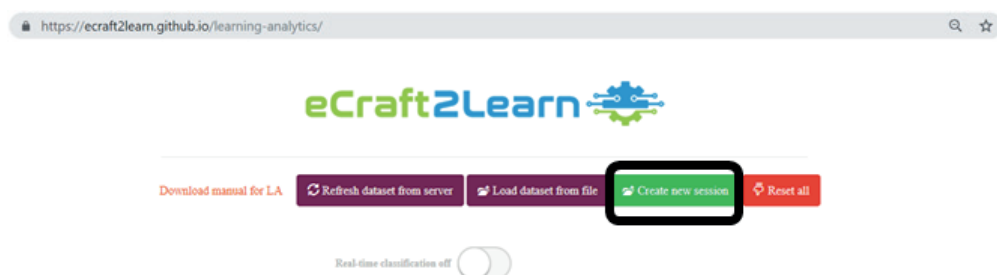 https://ecraft2learn.github.io/learning-analytics/
eCraft2Learn
Download manual for LA Refresh dataset from server Load dataset from file Create new session Reset all
Real-time classification off